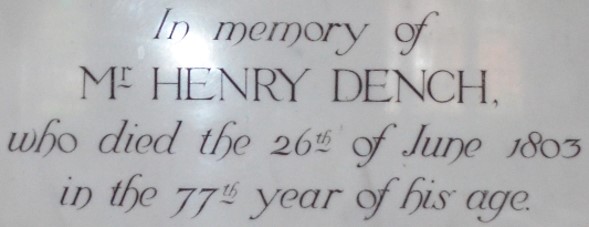 In memory of
Mr HENRY DENCH,
who died the 26th of June 1803
in the 77th year of his age.